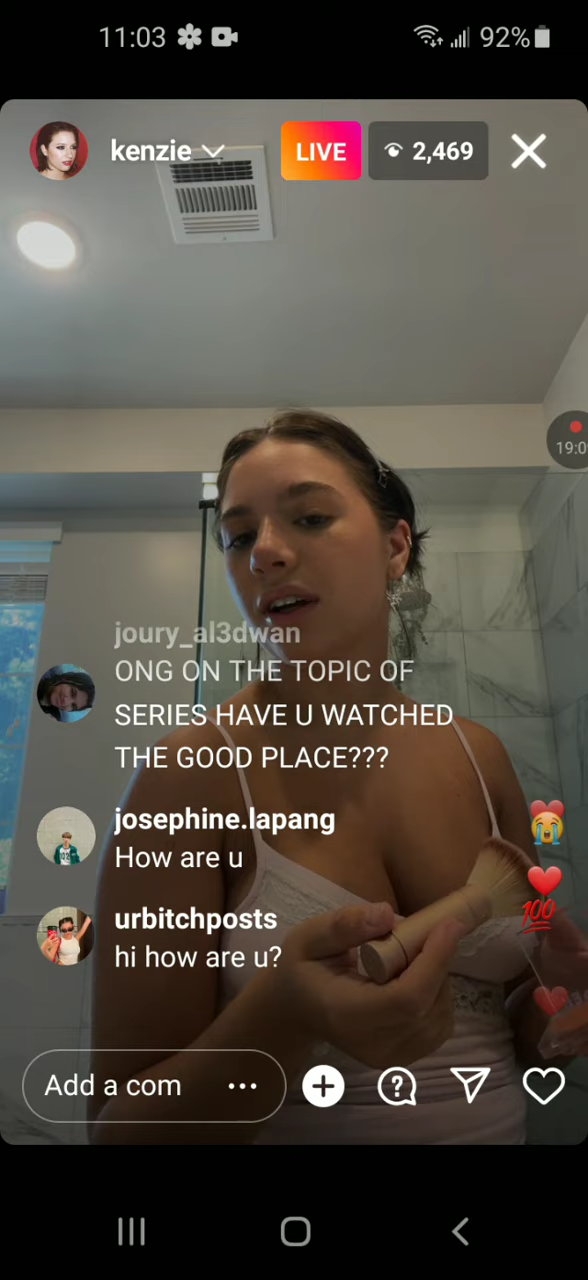 11:03
92%
kenzie
LIVE
2,469
19:0
joury_al3dwan
ONG ON THE TOPIC OF
SERIES HAVE U WATCHED
THE GOOD PLACE???
josephine.lapang
How are u
💯
urbitchposts
hi how are u?
Add a com